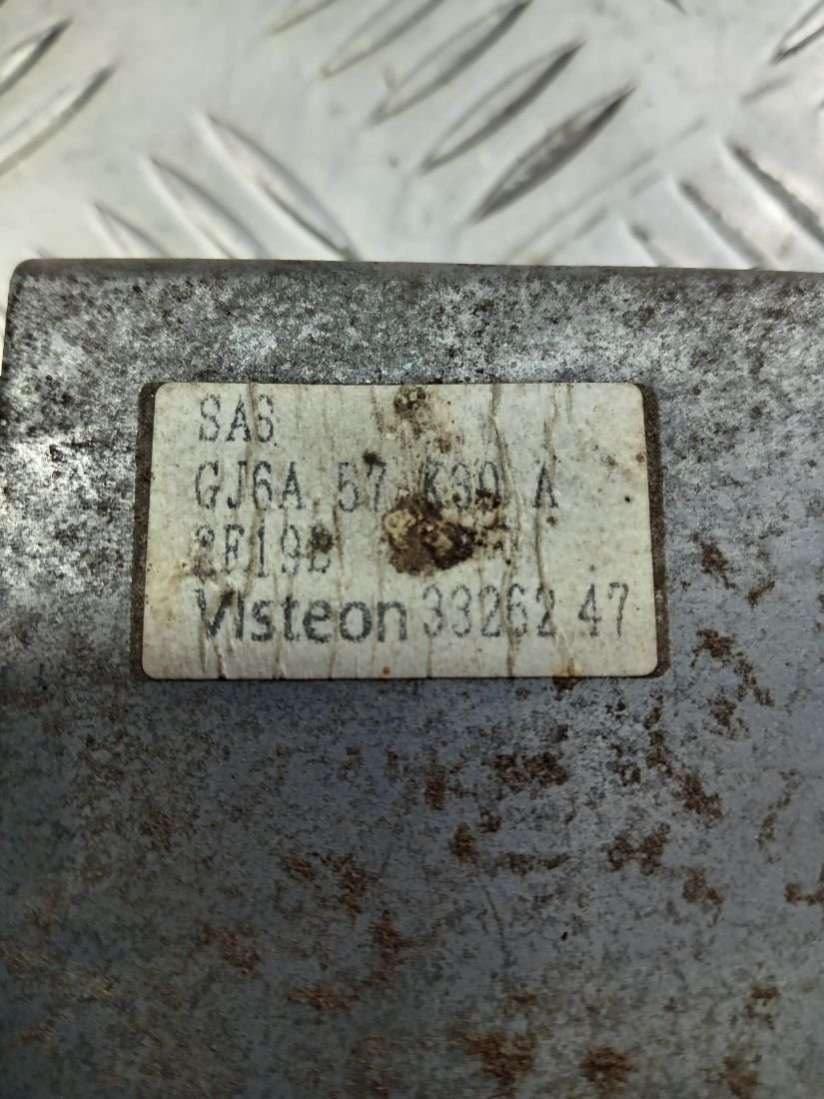 SAS
GJ6A 57 K30 A
2E19B
Visteon 33262 47